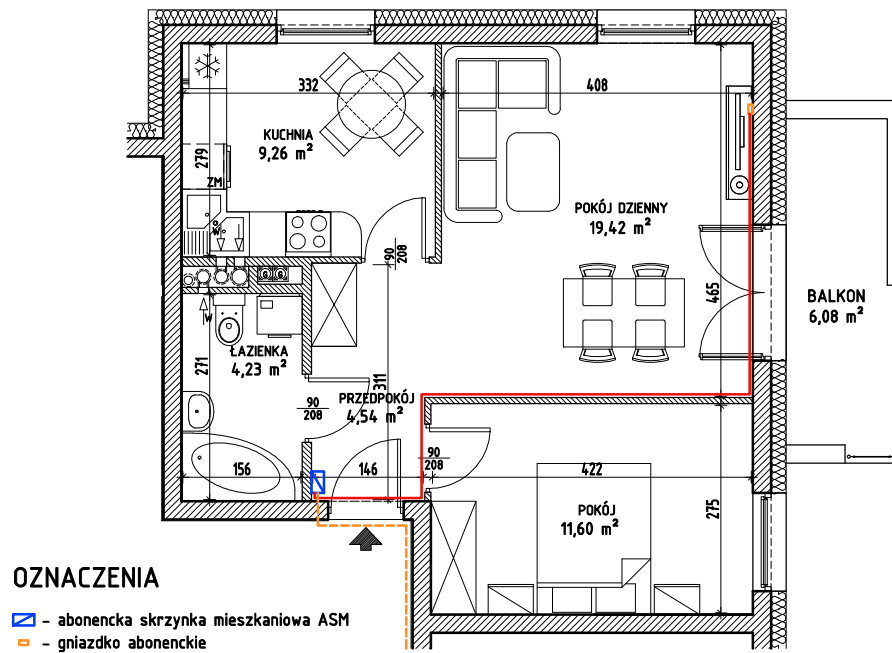 332
408
KUCHNIA
9,26 m²
279
ZM
POKÓJ DZIENNY
19,42 m²
W
90
208
465
BALKON
6,08 m²
W
ŁAZIENKA
4,23 m²
271
311
PRZEDPOKÓJ
4,54 m²
90
208
90
208
156
146
422
POKÓJ
11,60 m²
275
OZNACZENIA
- abonencka skrzynka mieszkaniowa ASM
- gniazdko abonenckie